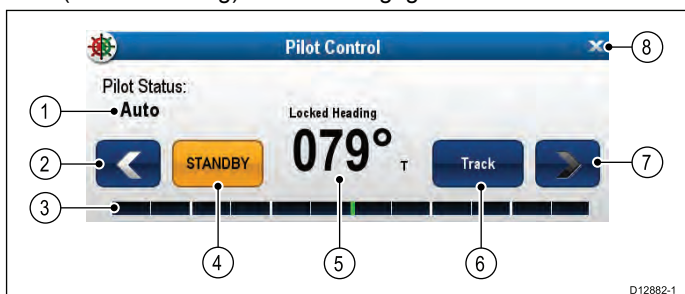 Pilot Control
8
Pilot Status:
1
Auto
Locked Heading
2
STANDBY
079° T
Track
7
3
4
5
6
D12882-1